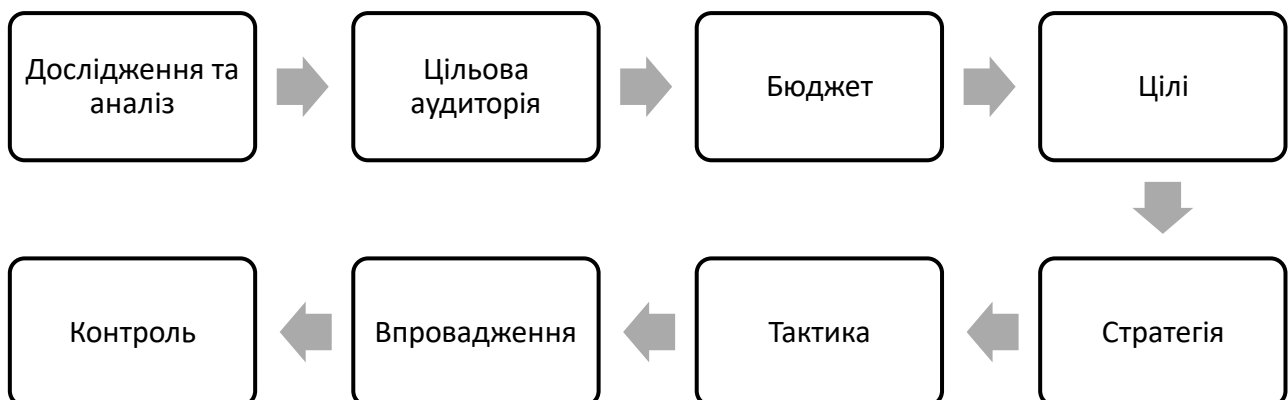 Дослідження та
аналіз
Цільова
аудиторія
Бюджет
Цілі
Стратегія
Тактика
Впровадження
Контроль